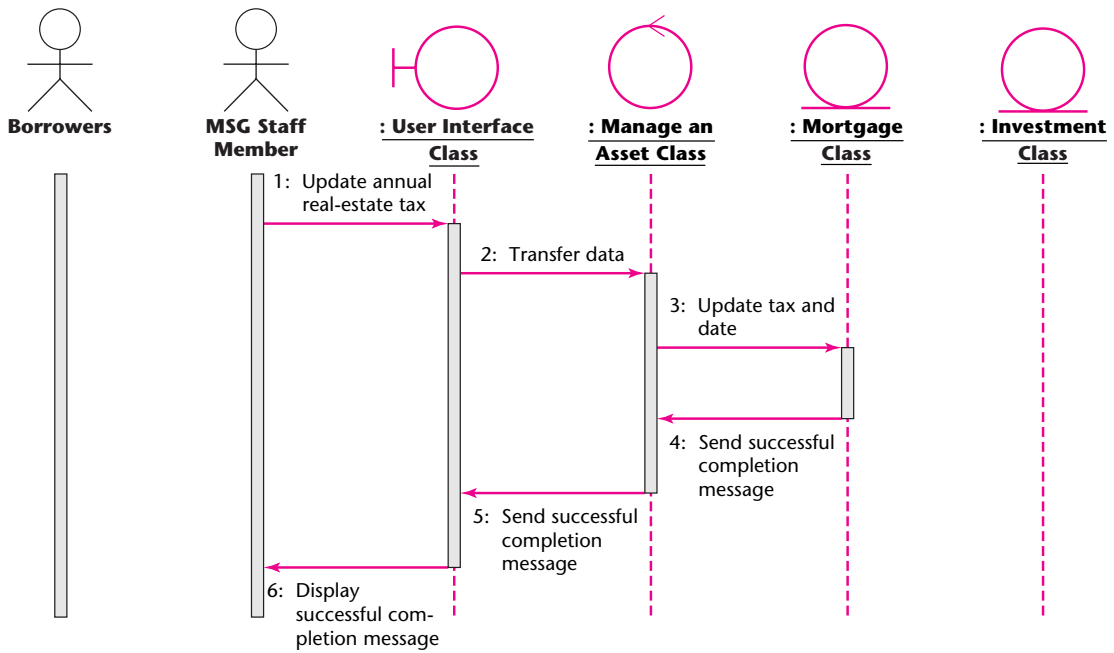 Borrowers
MSG Staff
Member
: User Interface
Class
: Manage an
Asset Class
: Mortgage
Class
: Investment
Class
1: Update annual
real-estate tax
2: Transfer data
3: Update tax and
date
4: Send successful
completion
message
5: Send successful
completion
message
6: Display
successful com-
pletion message